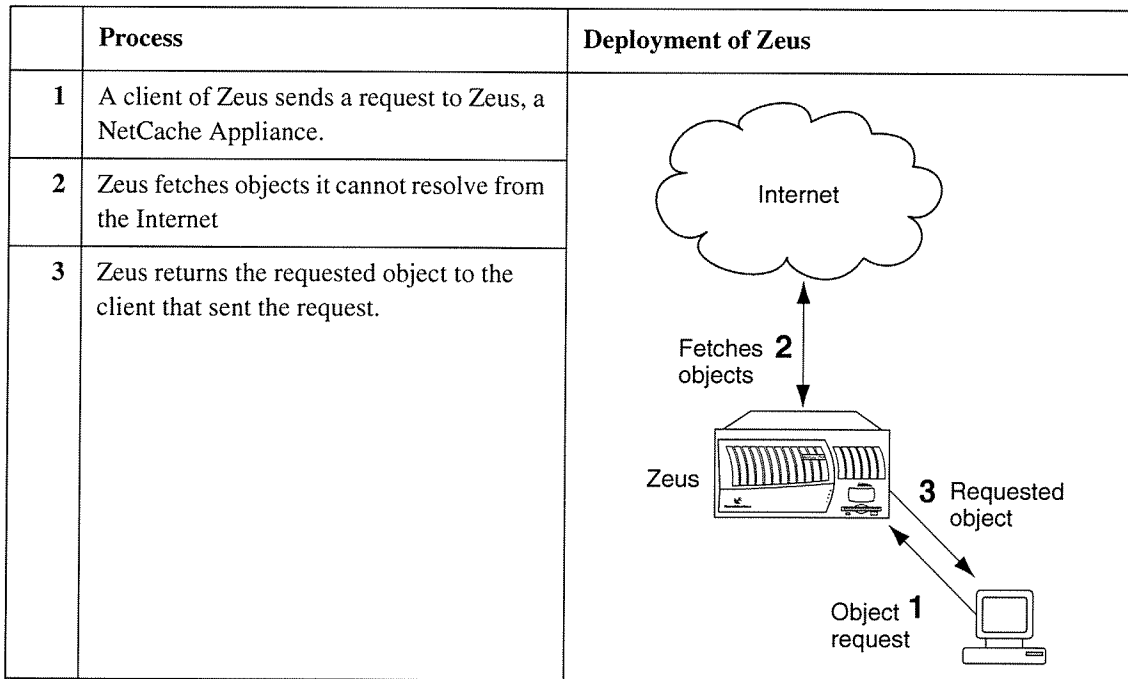 Process
Deployment of Zeus
1 A client of Zeus sends a request to Zeus, a
NetCache Appliance.
2 Zeus fetches objects it cannot resolve from
the Internet
3 Zeus returns the requested object to the
client that sent the request.
Internet
Fetches 2
objects
Zeus
3 Requested
object
Object 1
request